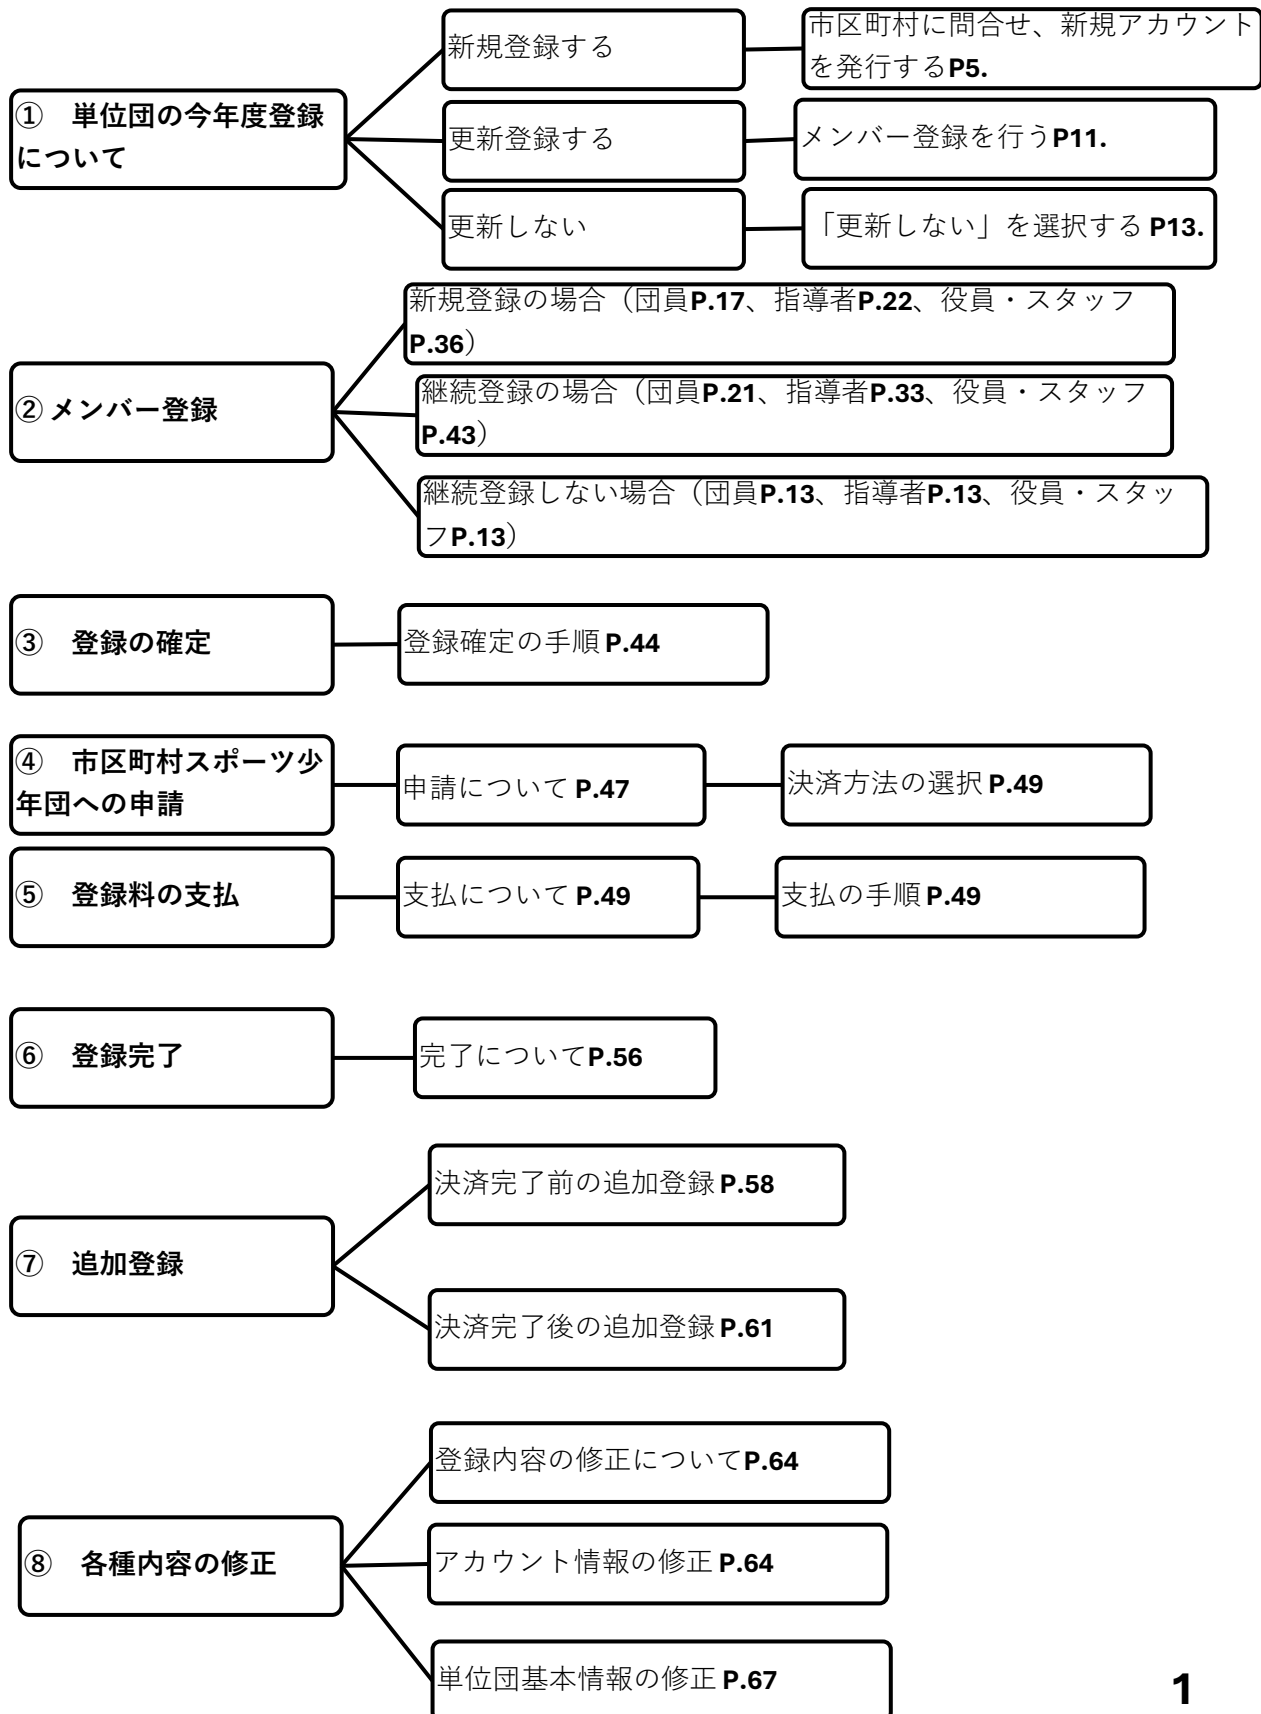 新規登録する
市区町村に問合せ、新規アカウント
を発行するP5.
① 単位団の今年度登録
について
更新登録する
メンバー登録を行うP11.
更新しない
「更新しない」を選択する P13.
② メンバー登録
新規登録の場合（団員P.17、指導者P.22、役員・スタッフ
P.36）
継続登録の場合（団員P.21、指導者P.33、役員・スタッフ
P.43）
継続登録しない場合（団員P.13、指導者P.13、役員・スタッ
フP.13）
③ 登録の確定
登録確定の手順 P.44
④ 市区町村スポーツ少
年団への申請
申請について P.47
決済方法の選択 P.49
⑤ 登録料の支払
支払について P.49
支払の手順 P.49
⑥ 登録完了
完了についてP.56
⑦ 追加登録
決済完了前の追加登録 P.58
決済完了後の追加登録 P.61
⑧ 各種内容の修正
登録内容の修正についてP.64
アカウント情報の修正 P.64
単位団基本情報の修正 P.67
1